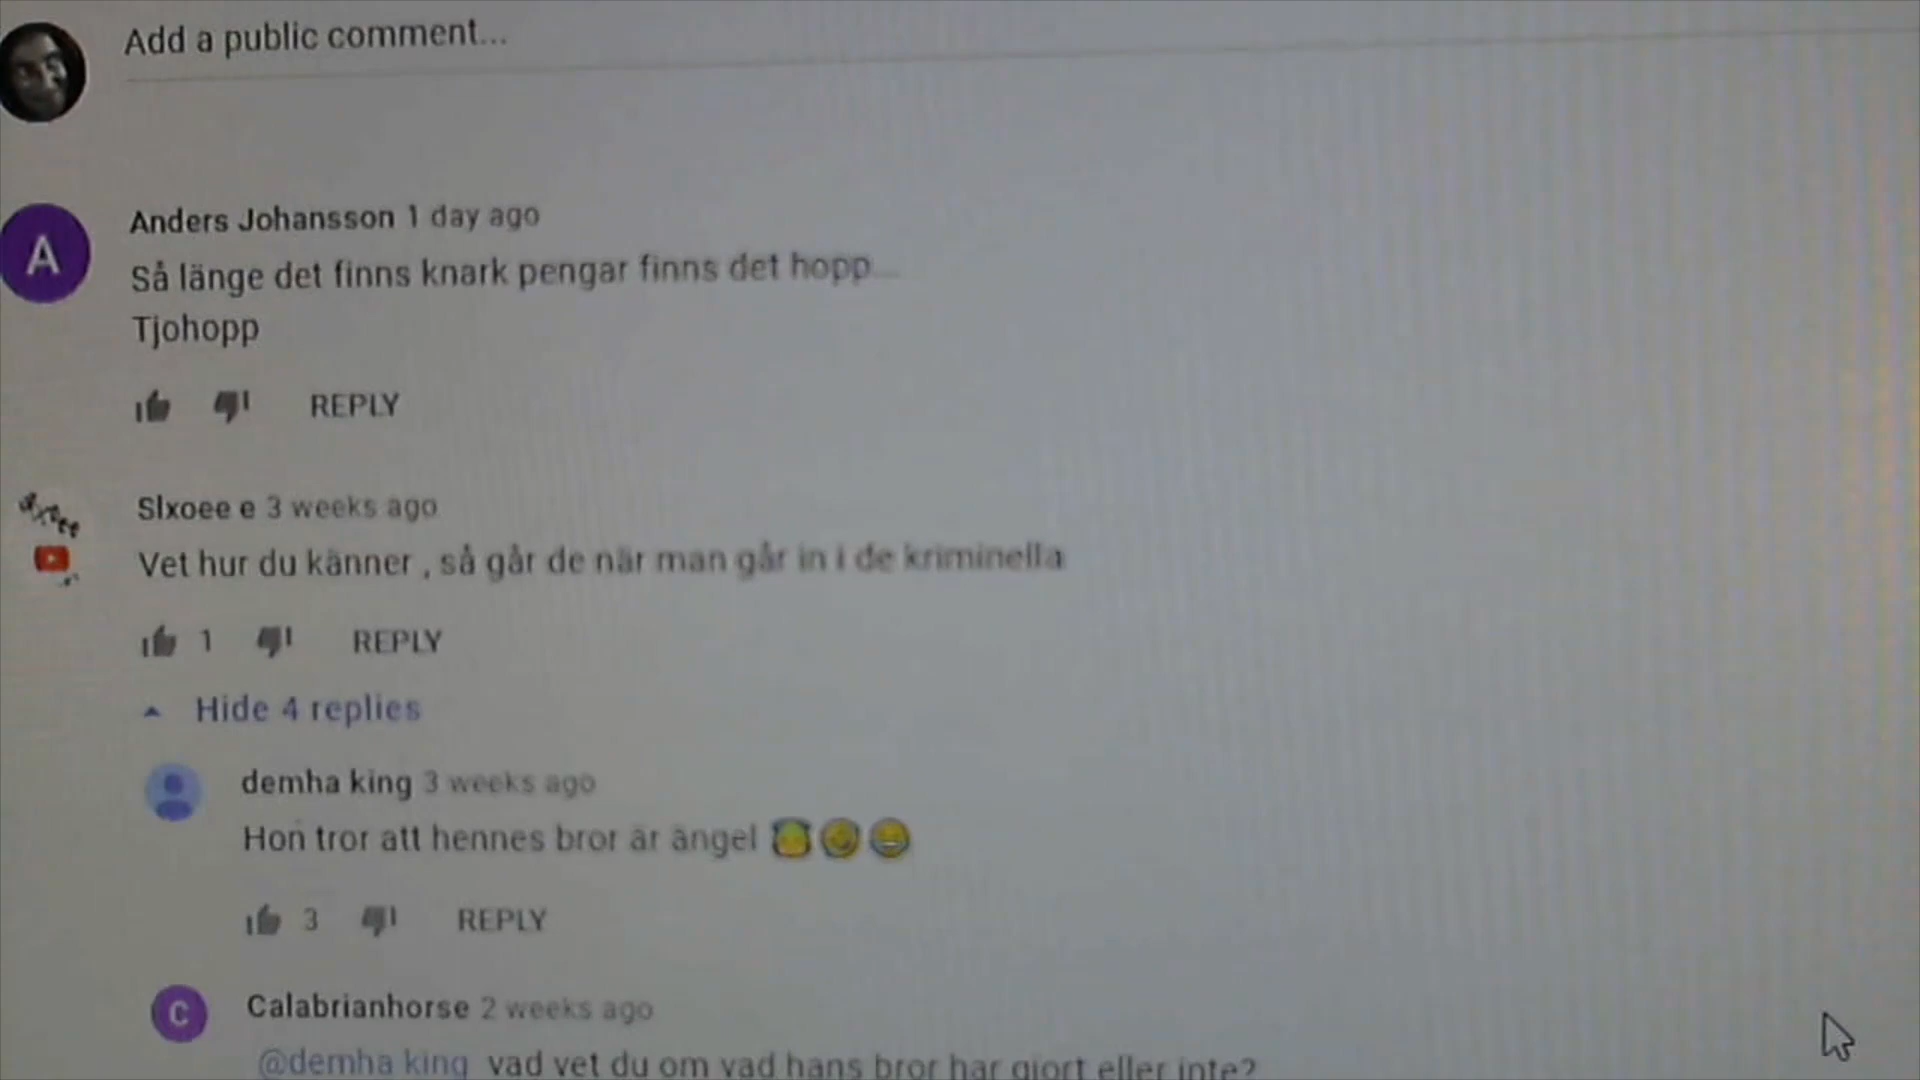 Add a public comment...
Anders Johansson 1 day ago
Så länge det finns knark pengar finns det hopp...
Tjohopp
REPLY
Slxoee e 3 weeks ago
Vet hur du känner , så går de när man går in i de kriminella
1 REPLY
Hide 4 replies
demha king 3 weeks ago
Hon tror att hennes bror är ängel
3 REPLY
C Calabrianhorse 2 weeks ago
@demha king vad vet du om vad hans bror har gjort eller inte?